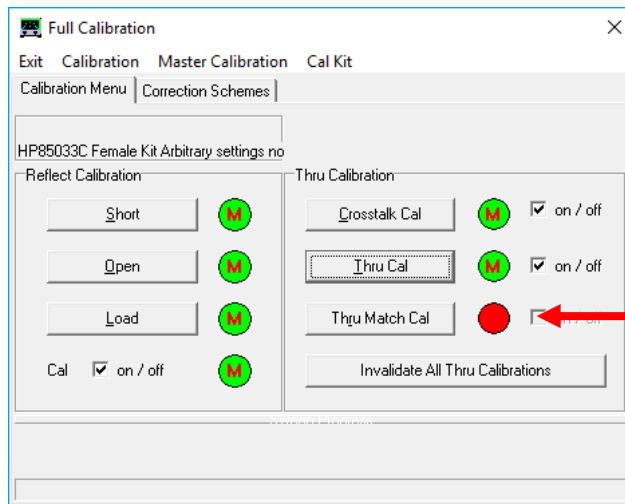 Full Calibration
Exit Calibration Master Calibration Cal Kit
Calibration Menu Correction Schemes
HP85033C Female Kit Arbitrary settings no
Reflect Calibration
Short M
Open M
Load M
Cal on / off M
Thru Calibration
Crosstalk Cal M on / off
Thru Cal M on / off
Thru Match Cal
Invalidate All Thru Calibrations